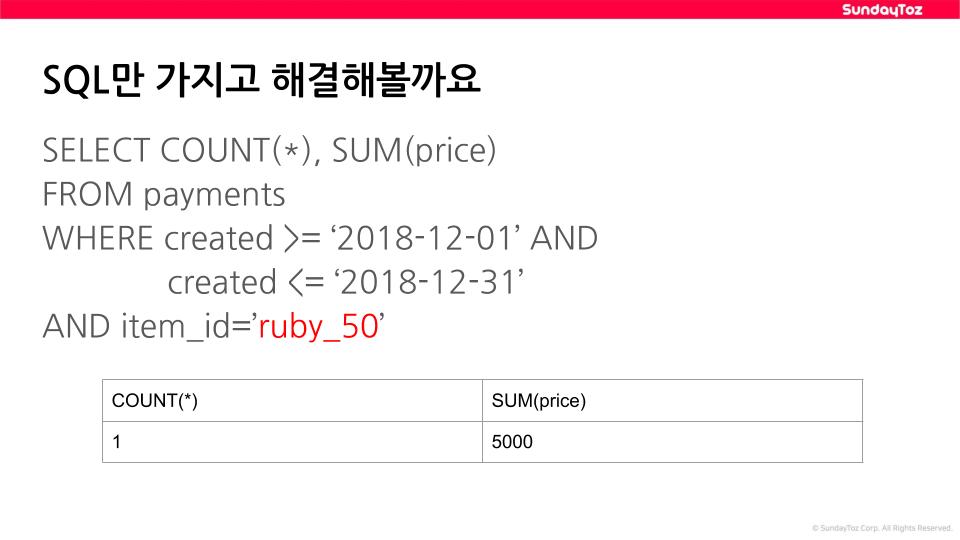 SundayToz
SQL만 가지고 해결해볼까요
SELECT COUNT(*), SUM(price)
FROM payments
WHERE created >= ‘2018-12-01’ AND
created <= ‘2018-12-31’
AND item_id=’ruby_50’
COUNT(*) SUM(price)
1 5000
© SundayToz Corp. All Rights Reserved.